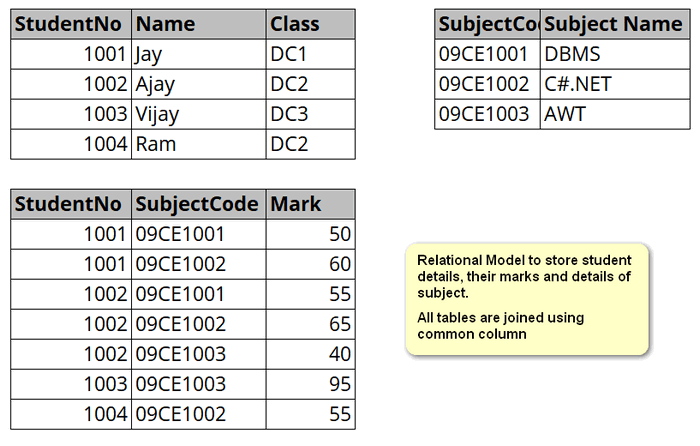 StudentNo Name Class
1001 Jay DC1
1002 Ajay DC2
1003 Vijay DC3
1004 Ram DC2
SubjectCo Subject Name
09CE1001 DBMS
09CE1002 C#.NET
09CE1003 AWT
StudentNo SubjectCode Mark
1001 09CE1001 50
1001 09CE1002 60
1002 09CE1001 55
1002 09CE1002 65
1002 09CE1003 40
1003 09CE1003 95
1004 09CE1002 55
Relational Model to store student
details, their marks and details of
subject.
All tables are joined using
common column